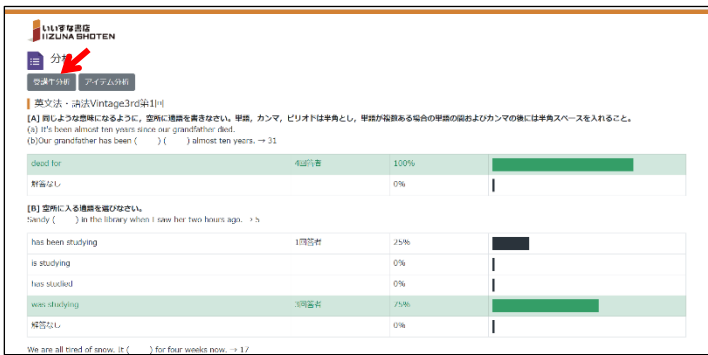 いいずな書店
IIZUNA SHOTEN
分析
受講生分析 アイテム分析
英文法・語法Vintage3rd第1回
[A] 同じような意味になるように，空所に適語を書きなさい。単語，カンマ，ピリオドは半角とし，単語が複数ある場合の単語の間およびカンマの後には半角スペースを入れること。
(a) It's been almost ten years since our grandfather died.
(b)Our grandfather has been (　　) (　　) almost ten years. → 31
dead for 4回答者 100%
解答なし 0%
[B] 空所に入る適語を選びなさい。
Sandy (　　) in the library when I saw her two hours ago. → 5
has been studying 1回答者 25%
is studying 0%
has studied 0%
was studying 3回答者 75%
解答なし 0%
We are all tired of snow. It (　　) for four weeks now. → 17